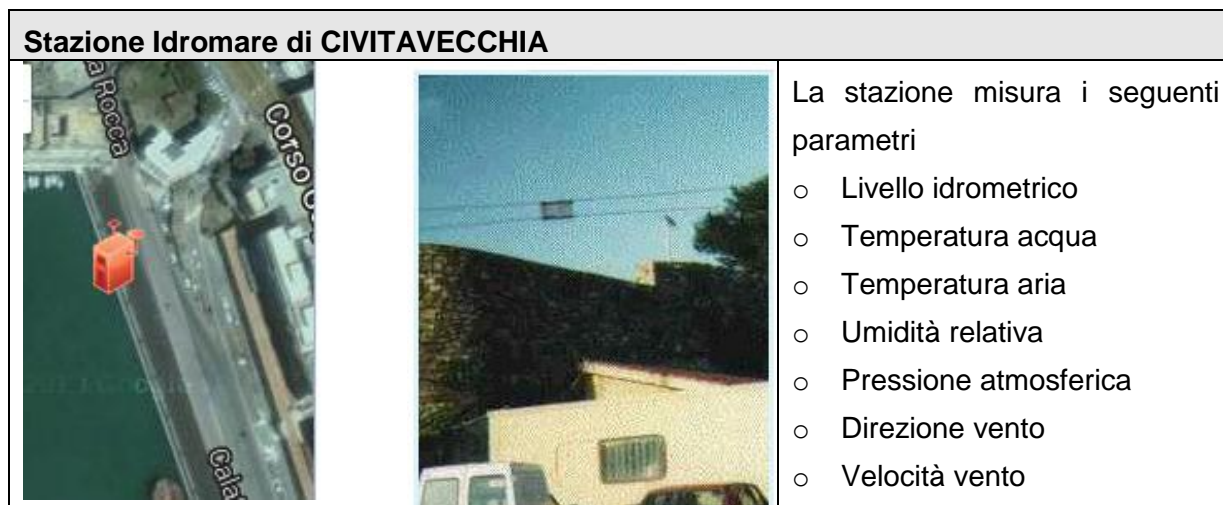 Stazione Idromare di CIVITAVECCHIA
a Rocca
Corso
Cala
La stazione misura i seguenti
parametri
o Livello idrometrico
o Temperatura acqua
o Temperatura aria
o Umidità relativa
o Pressione atmosferica
o Direzione vento
o Velocità vento